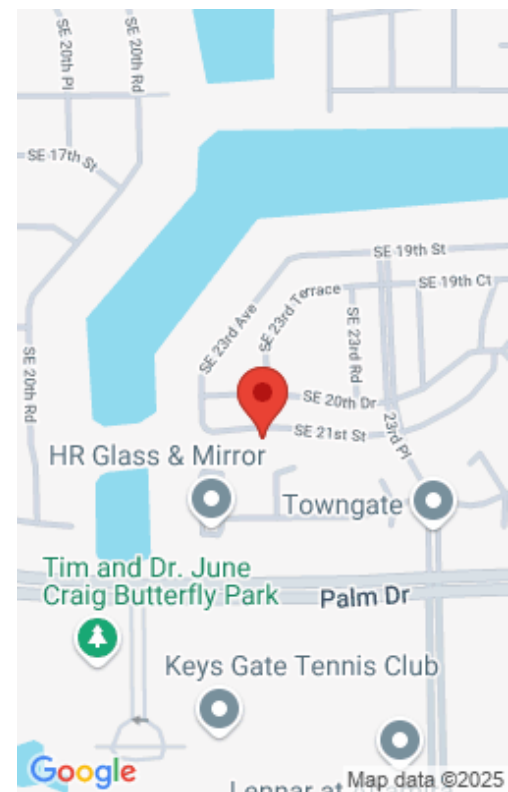 SE 20th Pl
SE 20th Rd
SE 17th St
SE 19th St
SE 23rd Terrace
SE 19th Ct
SE 23rd Ave
SE 23rd Rd
SE 20th Rd
SE 20th Dr
SE 21st St
23rd Pl
HR Glass & Mirror
Towngate
Tim and Dr. June
Craig Butterfly Park
Palm Dr
Keys Gate Tennis Club
Lennar at
Google
Map data ©2025